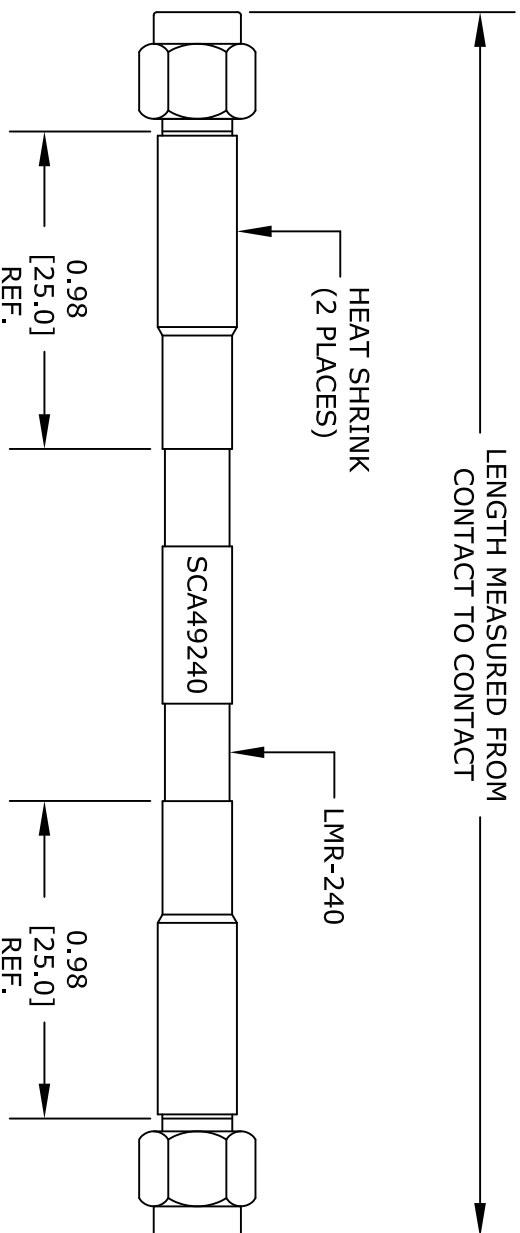 LENGTH MEASURED FROM
CONTACT TO CONTACT
HEAT SHRINK
(2 PLACES)
LMR-240
SCA49240
0.98
[25.0]
REF.
0.98
[25.0]
REF.